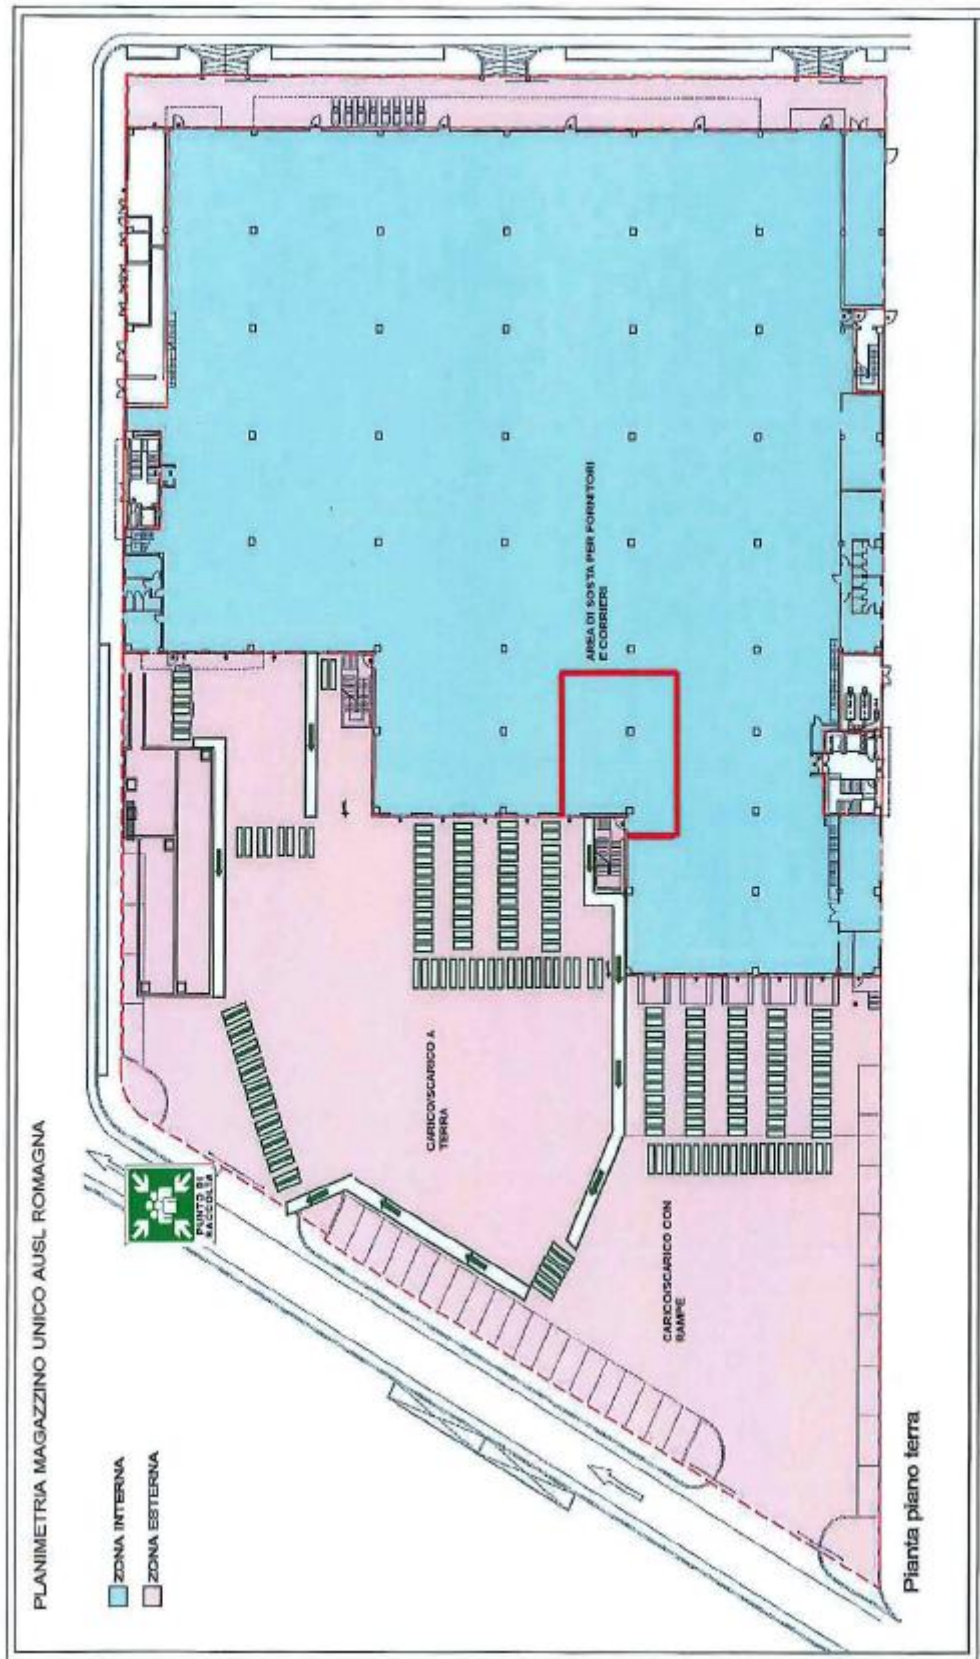 PLANIMETRIA MAGAZZINO UNICO AUSL ROMAGNA
ZONA INTERNA
ZONA ESTERNA
PUNTO DI
RACCOLTA
CARICO/SCARICO A
TERRA
CARICO/SCARICO CON
RAMPE
AREA DI SOSTA PER FORNITORI
E CORRIERI
Pianta piano terra